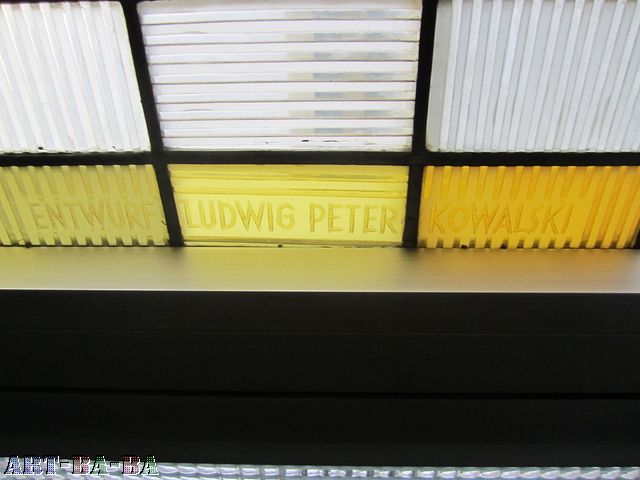 ENTWURF LUDWIG PETER KOWALSKI
ART-BA-BA